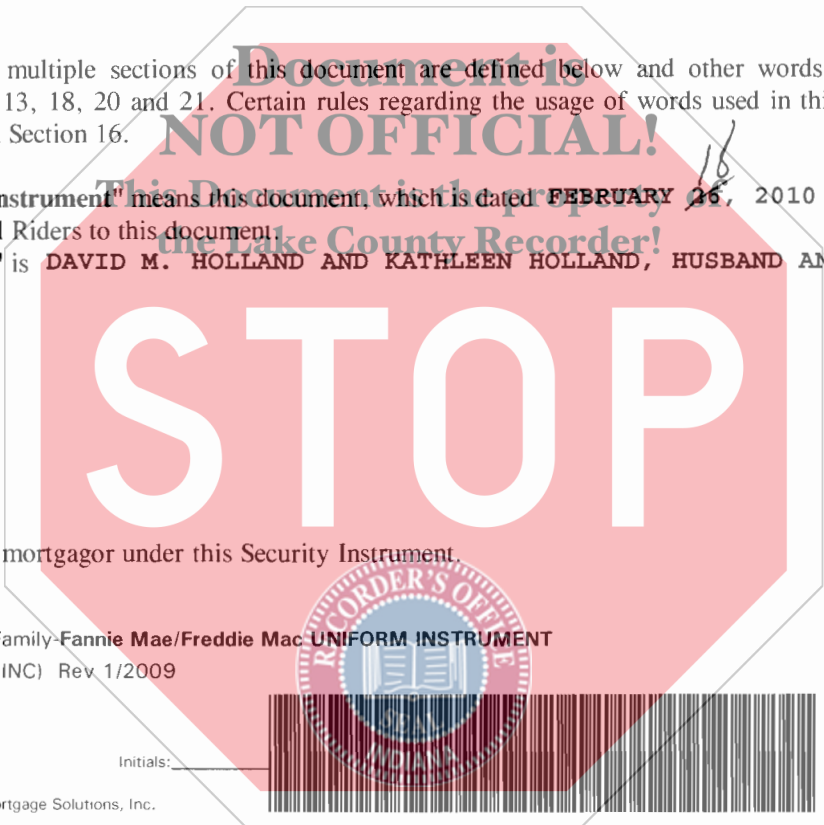 Document is
multiple sections of this document are defined below and other words
13, 18, 20 and 21. Certain rules regarding the usage of words used in thi
Section 16.
NOT OFFICIAL!
18
This Document is the property of
nstrument" means this document, which is dated FEBRUARY 26, 2010
Riders to this document.
the Lake County Recorder!
" is DAVID M. HOLLAND AND KATHLEEN HOLLAND, HUSBAND AN
STOP
mortgagor under this Security Instrument.
RECORDER'S OFFICE
SEAL
INDIANA
amily-Fannie Mae/Freddie Mac UNIFORM INSTRUMENT
INC) Rev 1/2009
Initials:
rtgage Solutions, Inc.